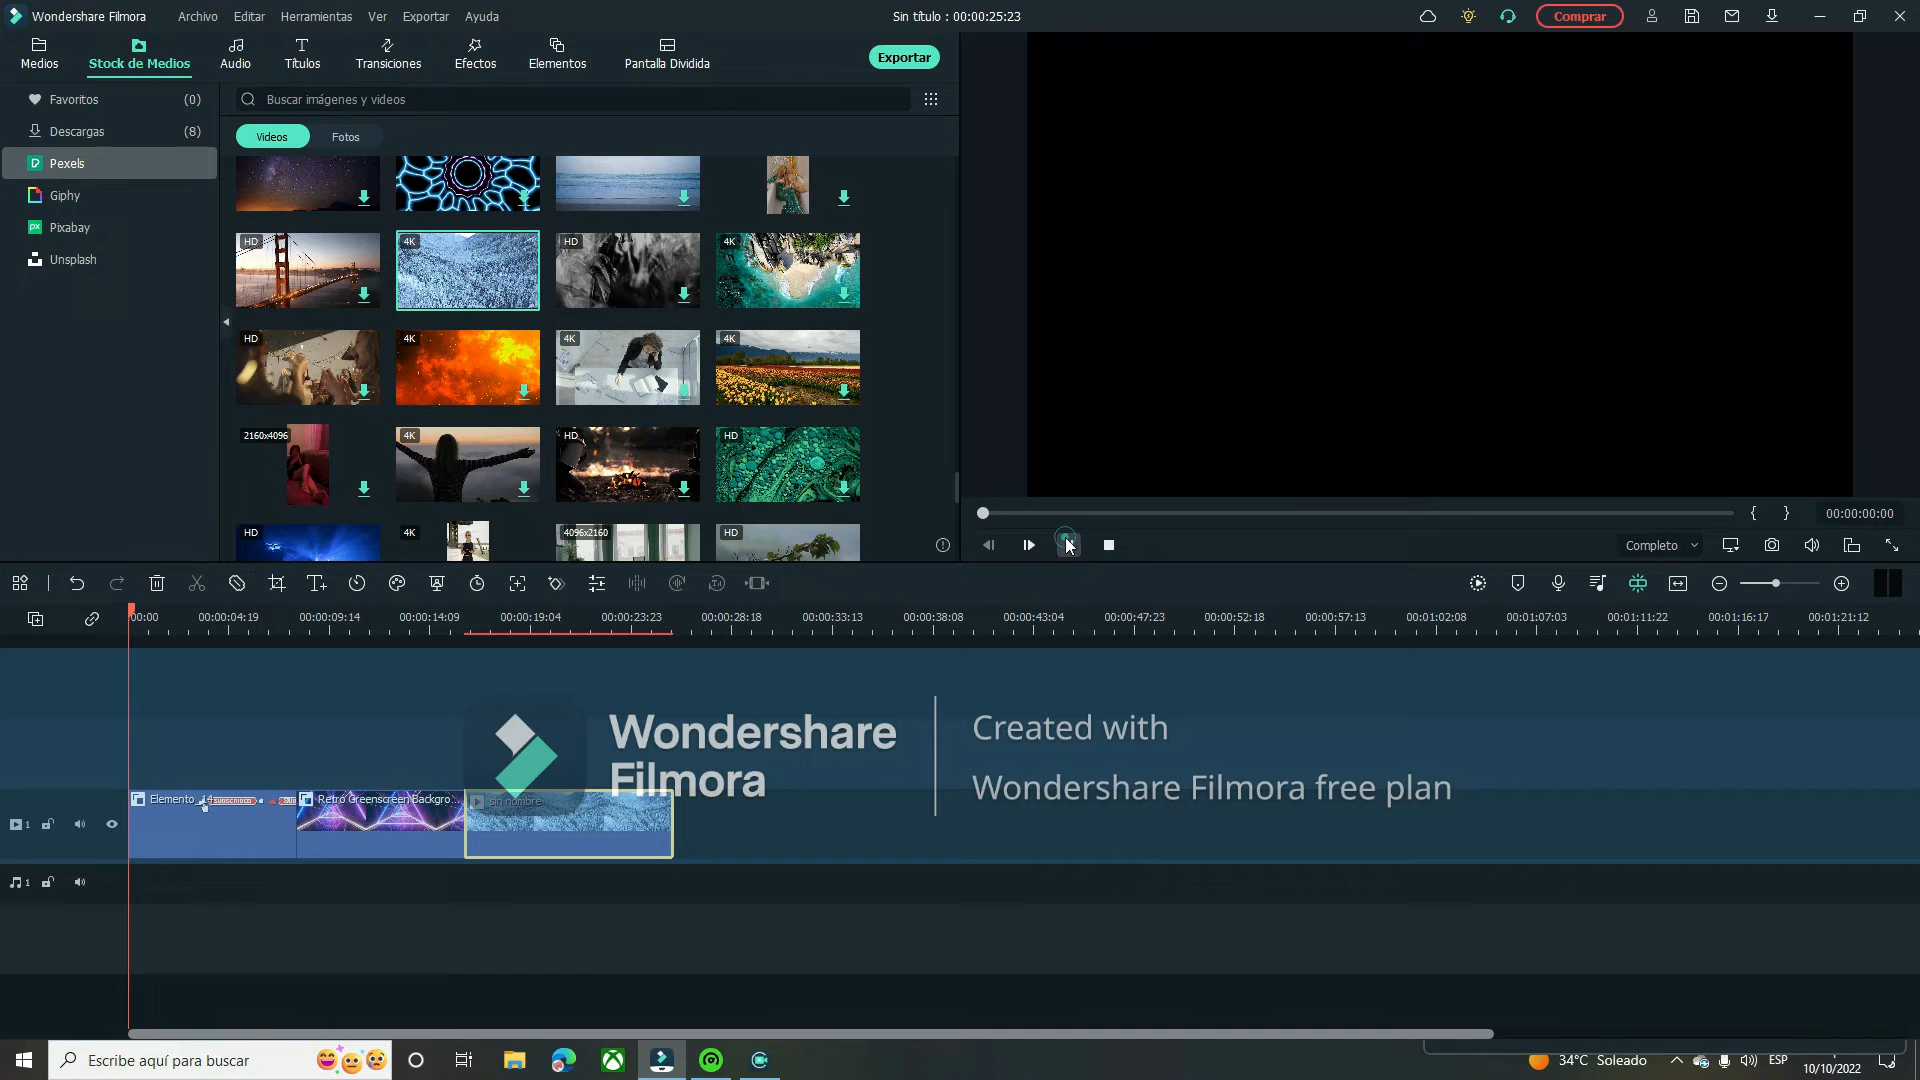 Wondershare Filmora
Archivo
Editar
Herramientas
Ver
Exportar
Ayuda
Sin título : 00:00:25:23
Comprar
Medios
Stock de Medios
Audio
Títulos
Transiciones
Efectos
Elementos
Pantalla Dividida
Exportar
Favoritos (0)
Descargas (8)
Pexels
Giphy
Pixabay
Unsplash
Buscar imágenes y videos
Videos
Fotos
HD
4K
HD
4K
HD
4K
4K
4K
2160x4096
4K
HD
HD
HD
4K
4096x2160
HD
00:00:00:00
Completo
00:00
00:00:04:19
00:00:09:14
00:00:14:09
00:00:19:04
00:00:23:23
00:00:28:18
00:00:33:13
00:00:38:08
00:00:43:04
00:00:47:23
00:00:52:18
00:00:57:13
00:01:02:08
00:01:07:03
00:01:11:22
00:01:16:17
00:01:21:12
Wondershare
Filmora
Created with
Wondershare Filmora free plan
Elemento_14
Retro Greenscreen Backgro...
sin nombre
1
1
Escribe aquí para buscar
34°C Soleado
ESP
10/10/2022